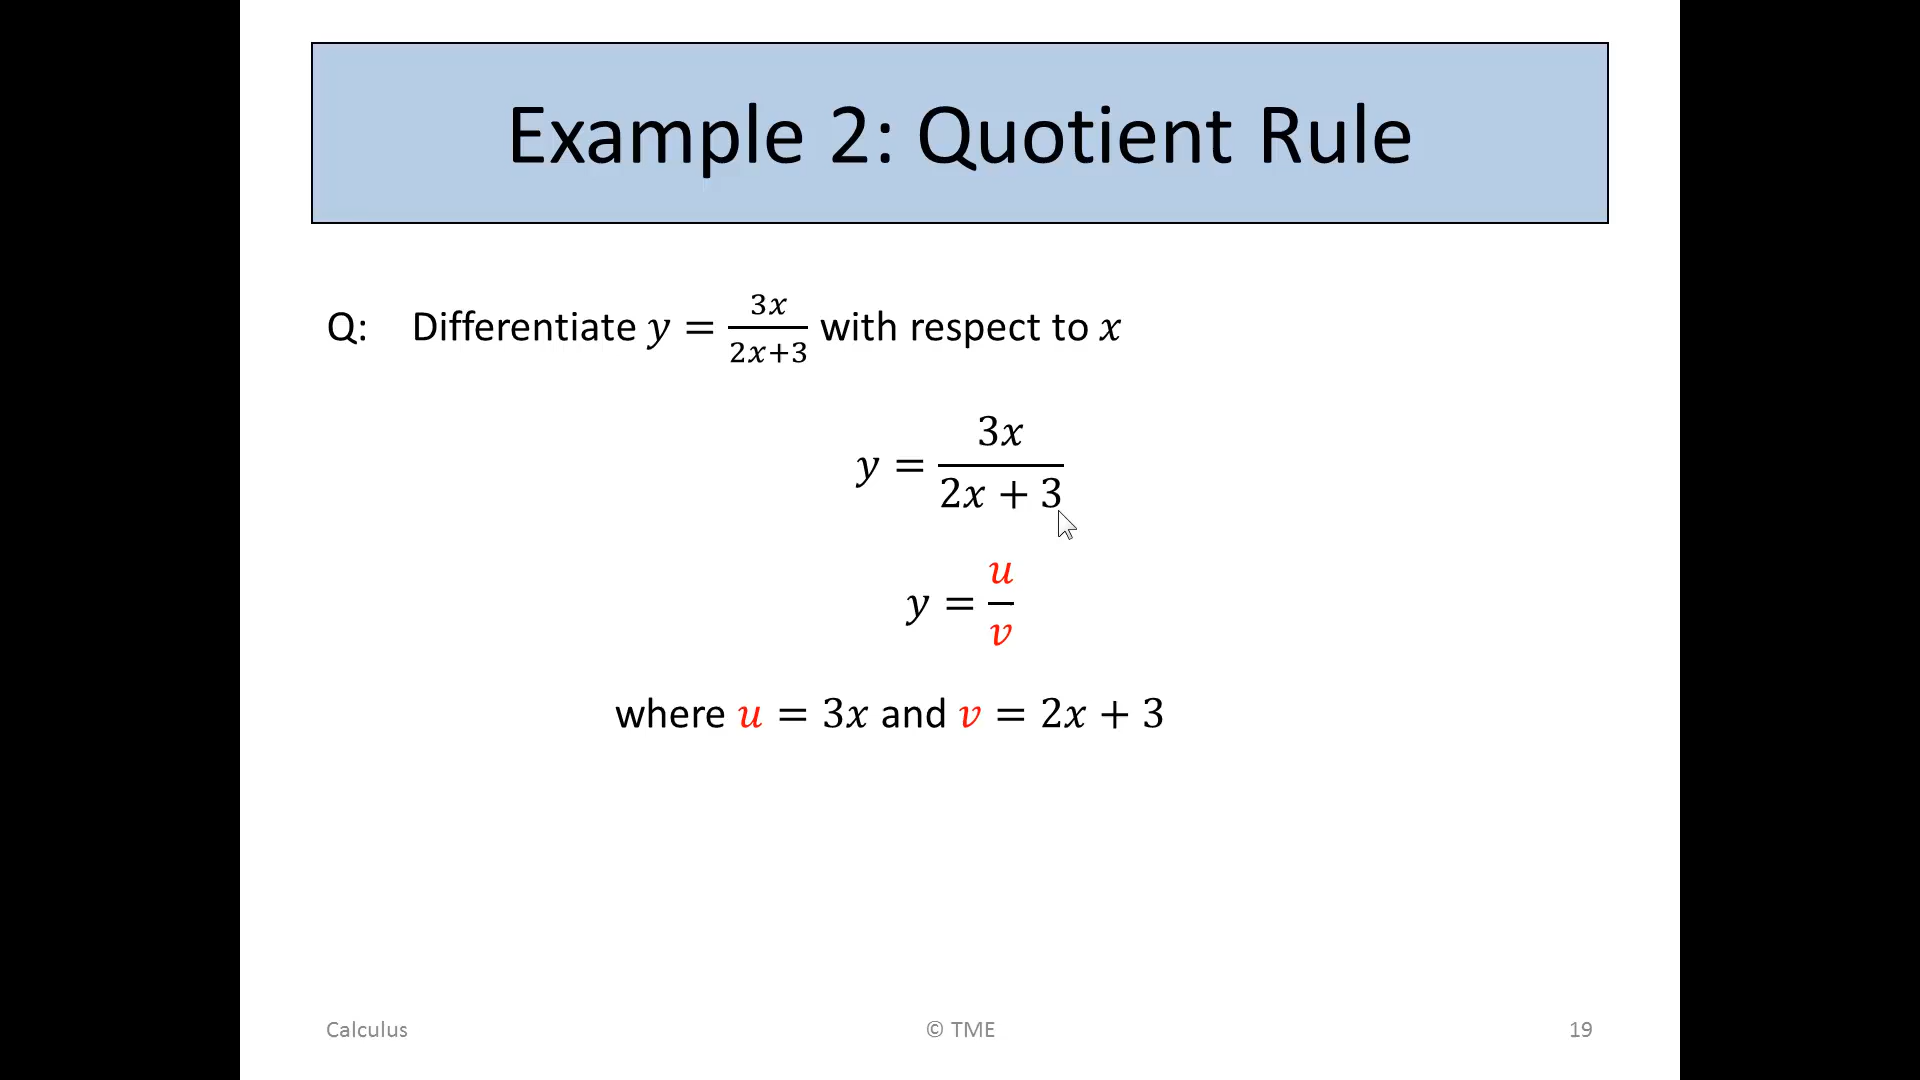 Example 2: Quotient Rule
Q: Differentiate y = 3x/(2x+3) with respect to x
y = 3x/(2x + 3)
y = u/v
where u = 3x and v = 2x + 3
Calculus © TME 19